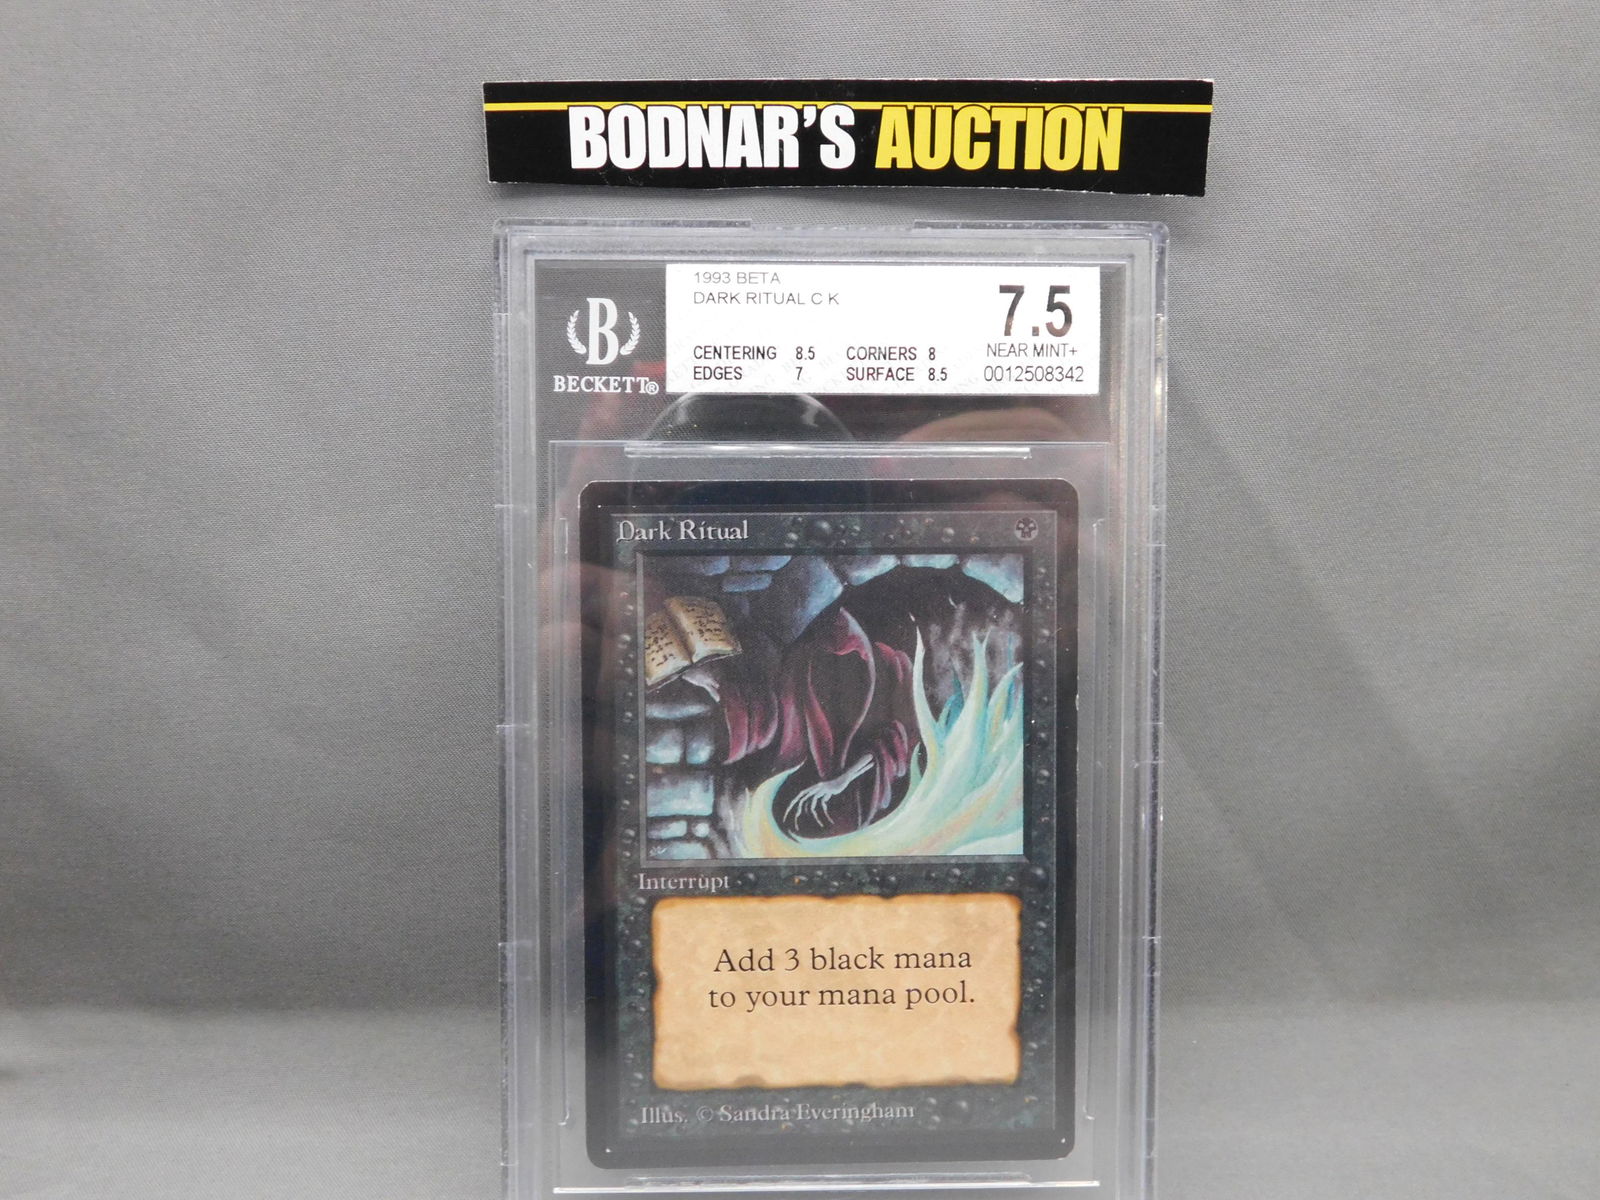 BODNAR'S AUCTION
1993 BETA
DARK RITUAL C K
7.5
CENTERING 8.5 CORNERS 8 NEAR MINT+
EDGES 7 SURFACE 8.5 0012508342
B
BECKETT®
Dark Ritual
Interrupt
Add 3 black mana
to your mana pool.
Illus. © Sandra Everingham